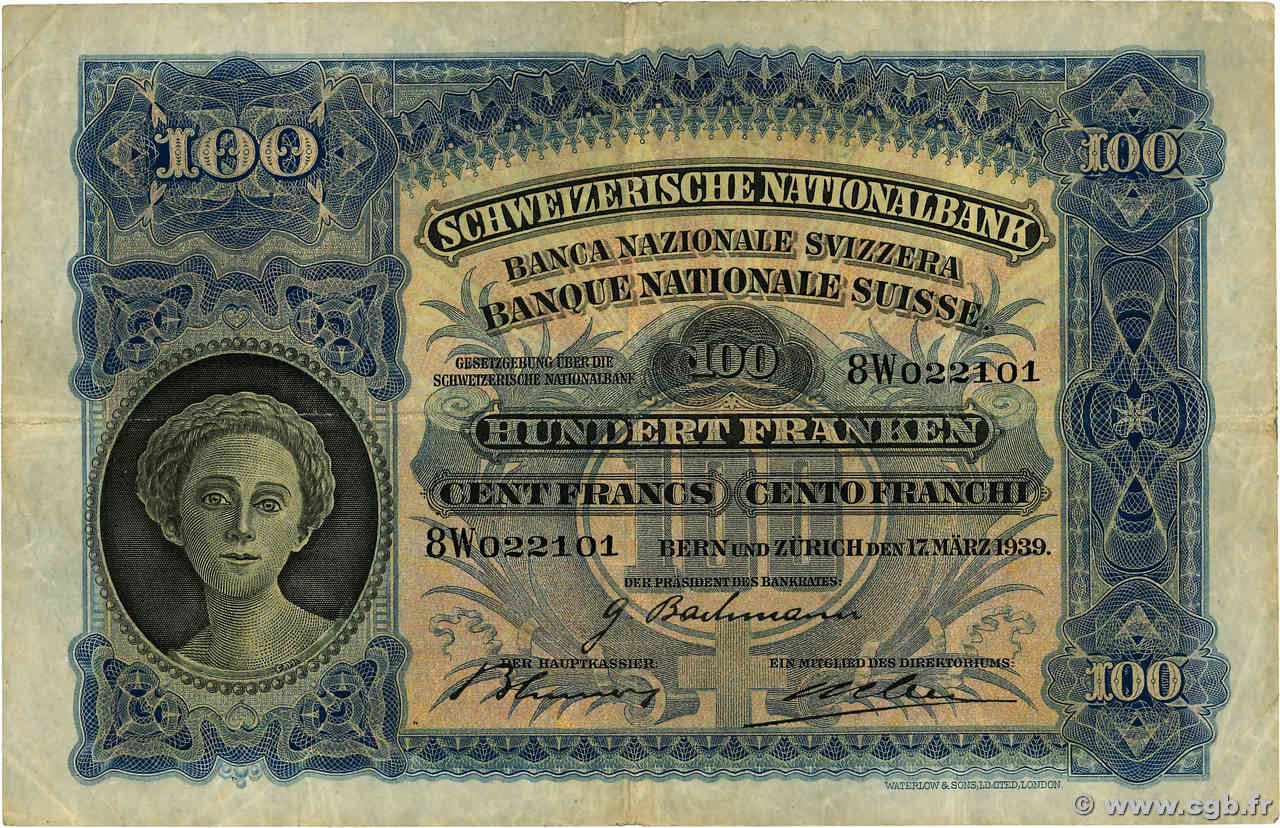 100
100
SCHWEIZERISCHE NATIONALBANK
BANCA NAZIONALE SVIZZERA
BANQUE NATIONALE SUISSE.
GESETZGEBUNG ÜBER DIE
SCHWEIZERISCHE NATIONALBANK
100
8W022101
HUNDERT FRANKEN
100
CENT FRANCS CENTO FRANCHI
8W022101
BERN UND ZÜRICH DEN 17. MÄRZ 1939.
DER PRÄSIDENT DES BANKRATES:
G Bachmann
DER HAUPTKASSIER:
EIN MITGLIED DES DIREKTORIUMS:
100
WATERLOW & SONS, LIMITED, LONDON.
© www.cgb.fr